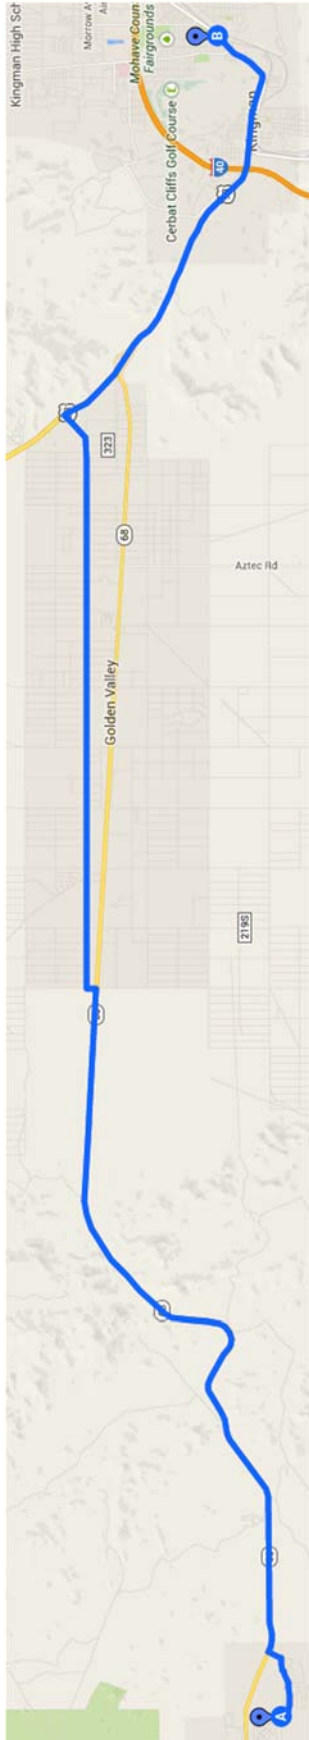 Kingman High Sch
Morrow A
Air
Mohave Coun
Fairgrounds
Cerbat Cliffs Golf Course
B
Kingman
40
323
68
Aztec Rd
Golden Valley
219S
A